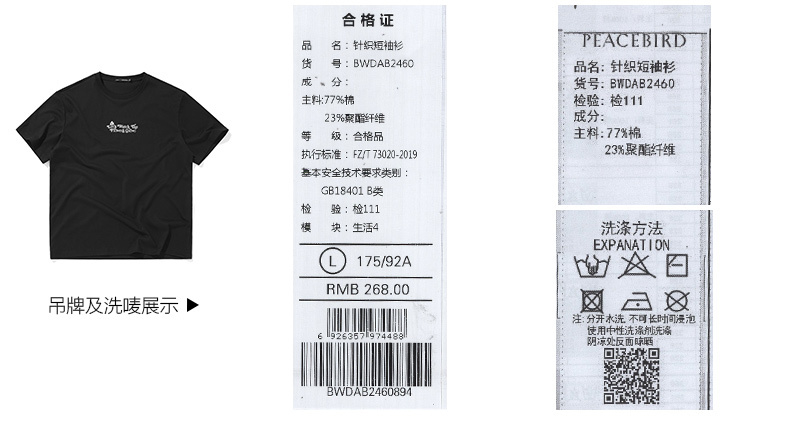 吊牌及洗唛展示
合格证
品 名：针织短袖衫
货 号：BWDAB2460
成 分：
主料:77%棉
23%聚酯纤维
等 级：合格品
执行标准：FZ/T 73020-2019
基本安全技术要求类别：
GB18401 B类
检 验：检111
模 块：生活4
L 175/92A
RMB 268.00
6 926357 974488
BWDAB2460894
PEACEBIRD
品名: 针织短袖衫
货号: BWDAB2460
检验: 检111
成分:
主料: 77%棉
23%聚酯纤维
洗涤方法
EXPANATION
注: 分开水洗, 不可长时间浸泡
使用中性洗涤剂洗涤
阴凉处反面晾晒